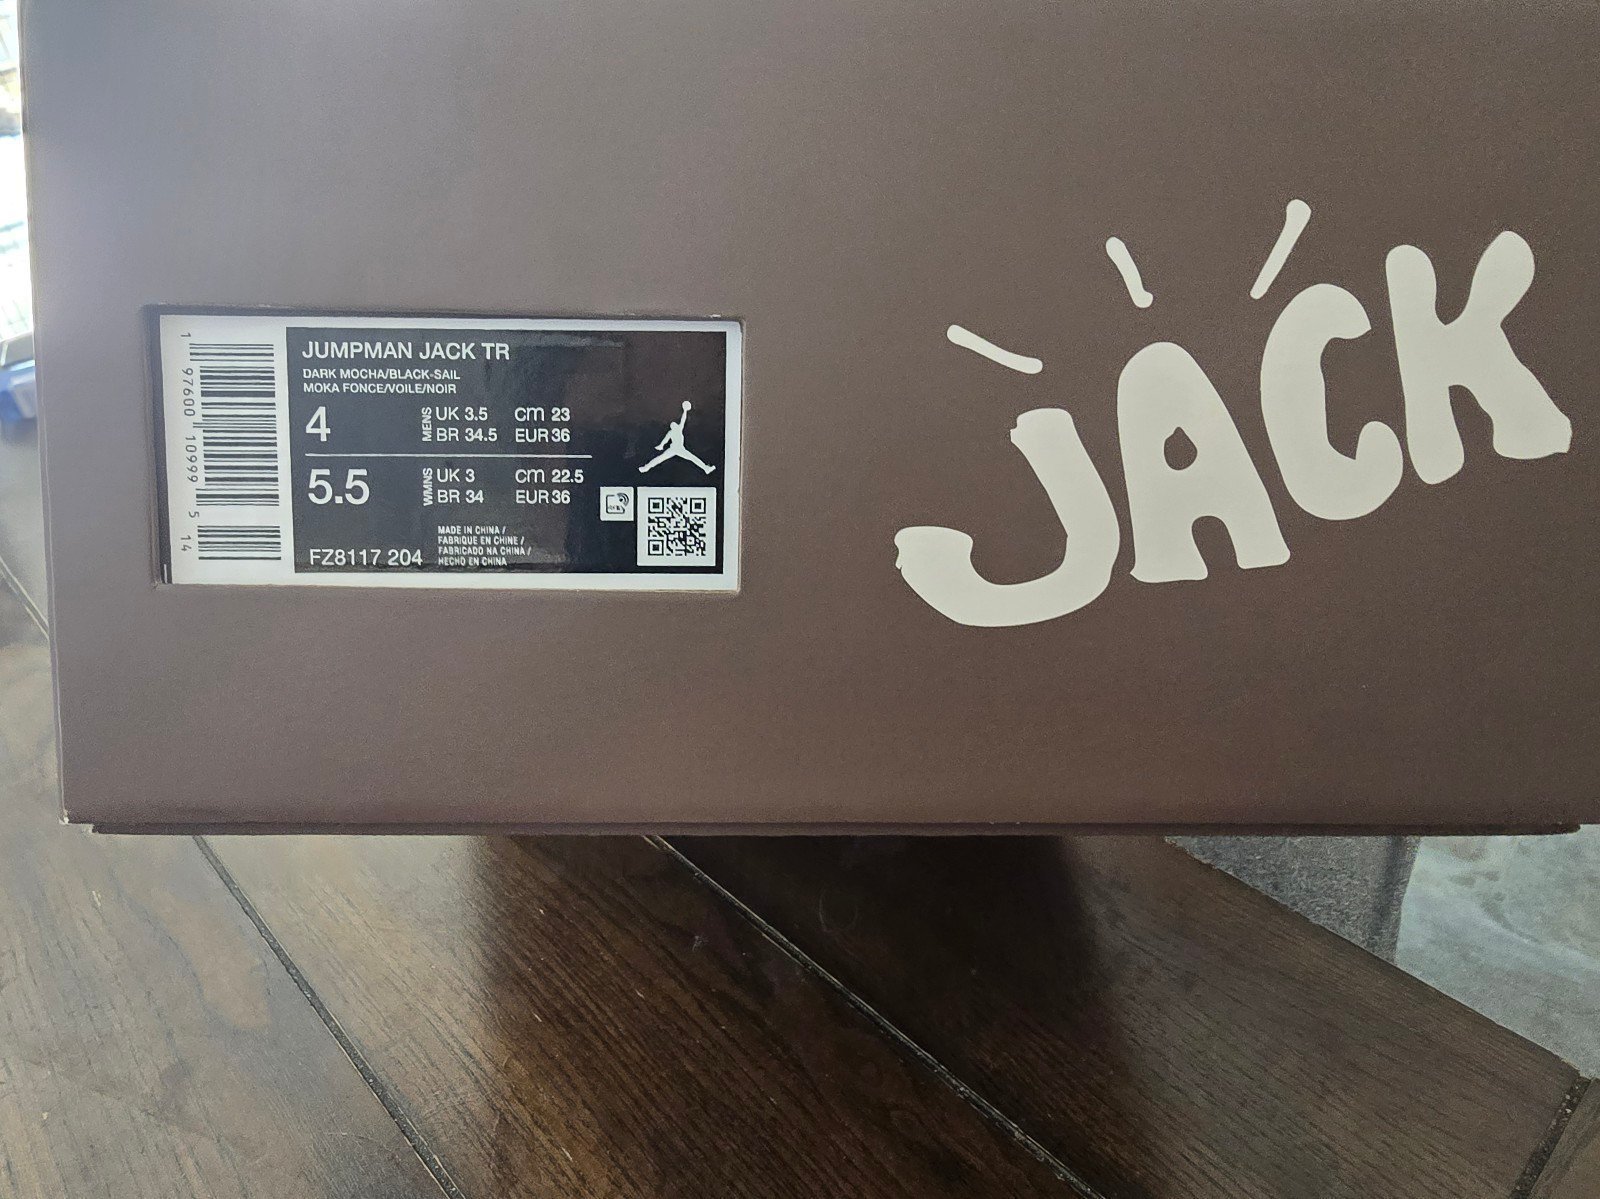 JUMPMAN JACK TR
DARK MOCHA/BLACK-SAIL
MOKA FONCE/VOILE/NOIR
4 MENS UK 3.5 cm 23
BR 34.5 EUR 36
5.5 WMNS UK 3 cm 22.5
BR 34 EUR 36
MADE IN CHINA /
FABRIQUE EN CHINE /
FABRICADO NA CHINA /
HECHO EN CHINA
FZ8117 204
1 97600 10999 5 14
JACK